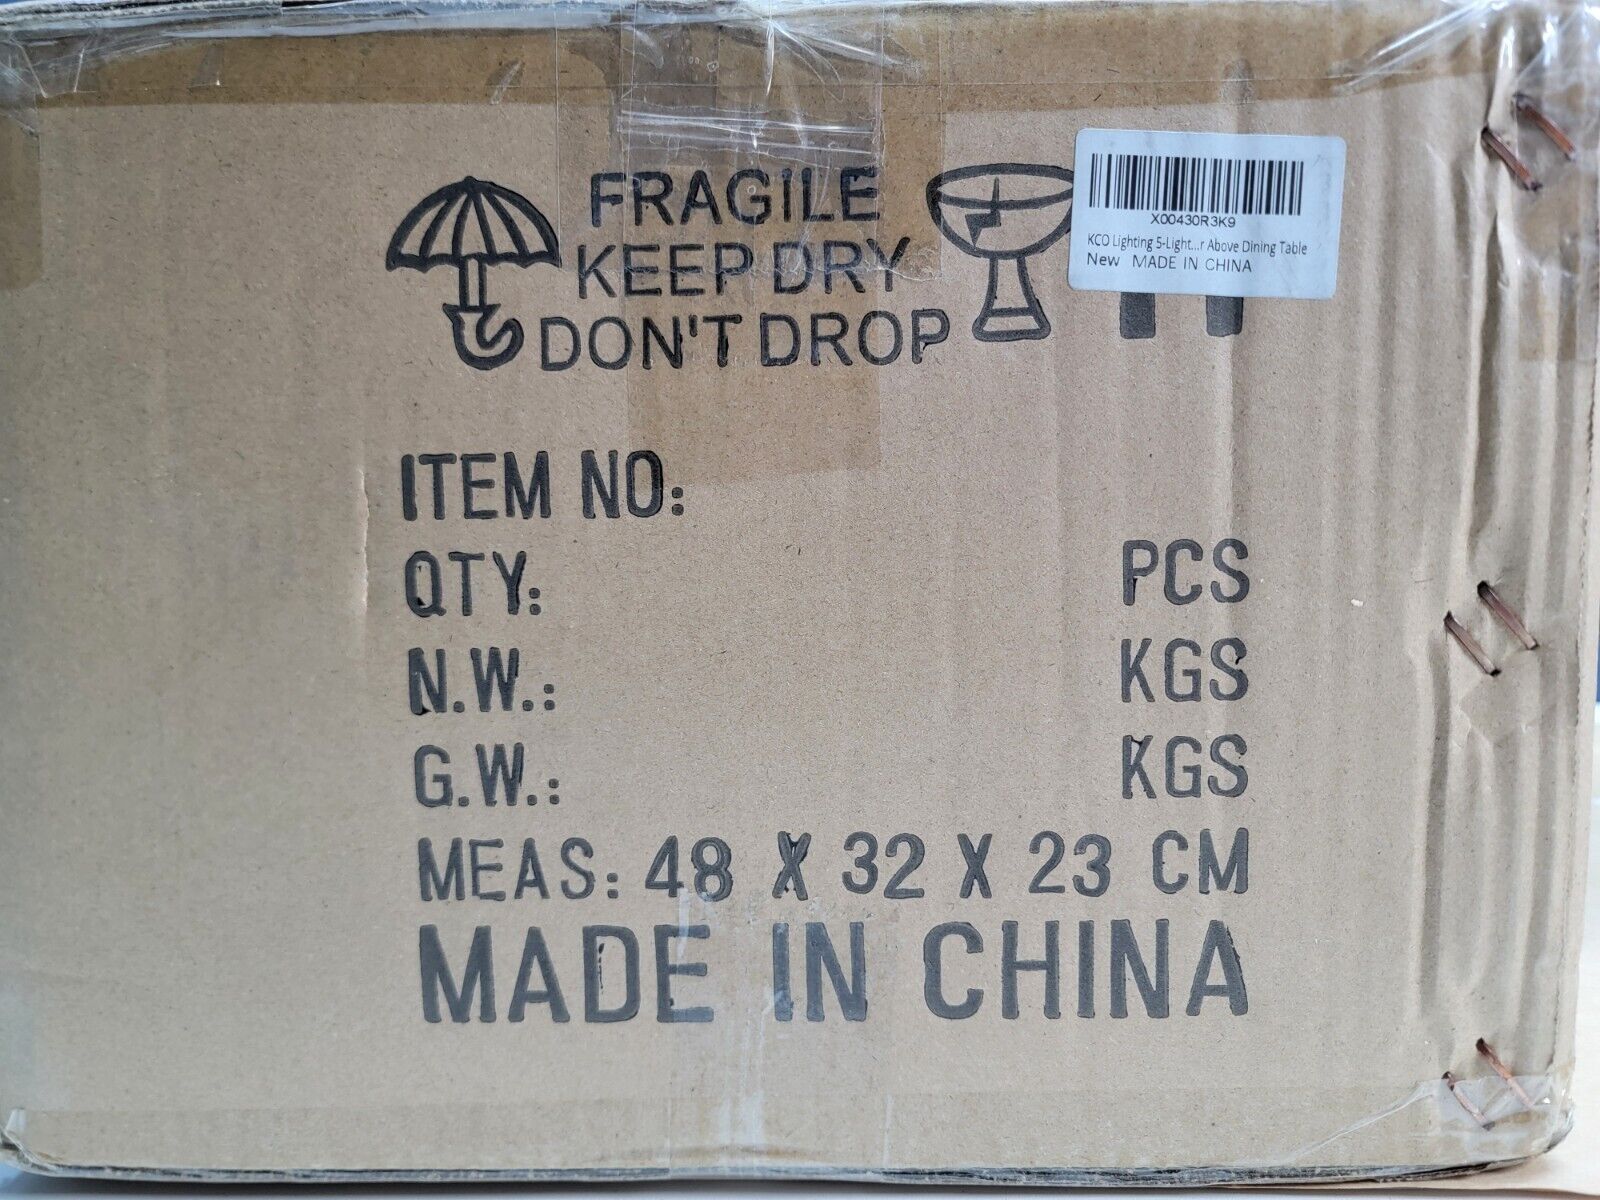 FRAGILE
KEEP DRY
DON'T DROP
X00430R3K9
KCO Lighting 5-Light...r Above Dining Table
New MADE IN CHINA
ITEM NO:
QTY: PCS
N.W.: KGS
G.W.: KGS
MEAS: 48 X 32 X 23 CM
MADE IN CHINA